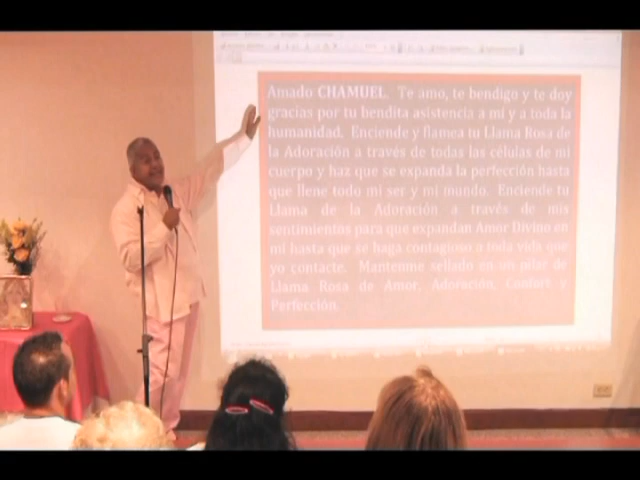 Amado CHAMUEL. Te amo, te bendigo y te doy
gracias por tu bendita asistencia a mí y a toda la
humanidad. Enciende y flamea tu Llama Rosa de
la Adoración a través de todas las células de mi
cuerpo y haz que se expanda la perfección hasta
que llene todo mi ser y mi mundo. Enciende tu
Llama de la Adoración a través de mis
sentimientos para que expandan Amor Divino en
mí hasta que se haga contagioso a toda vida que
yo contacte. Mantenme sellado en un pilar de
Llama Rosa de Amor, Adoración, Confort y
Perfección.